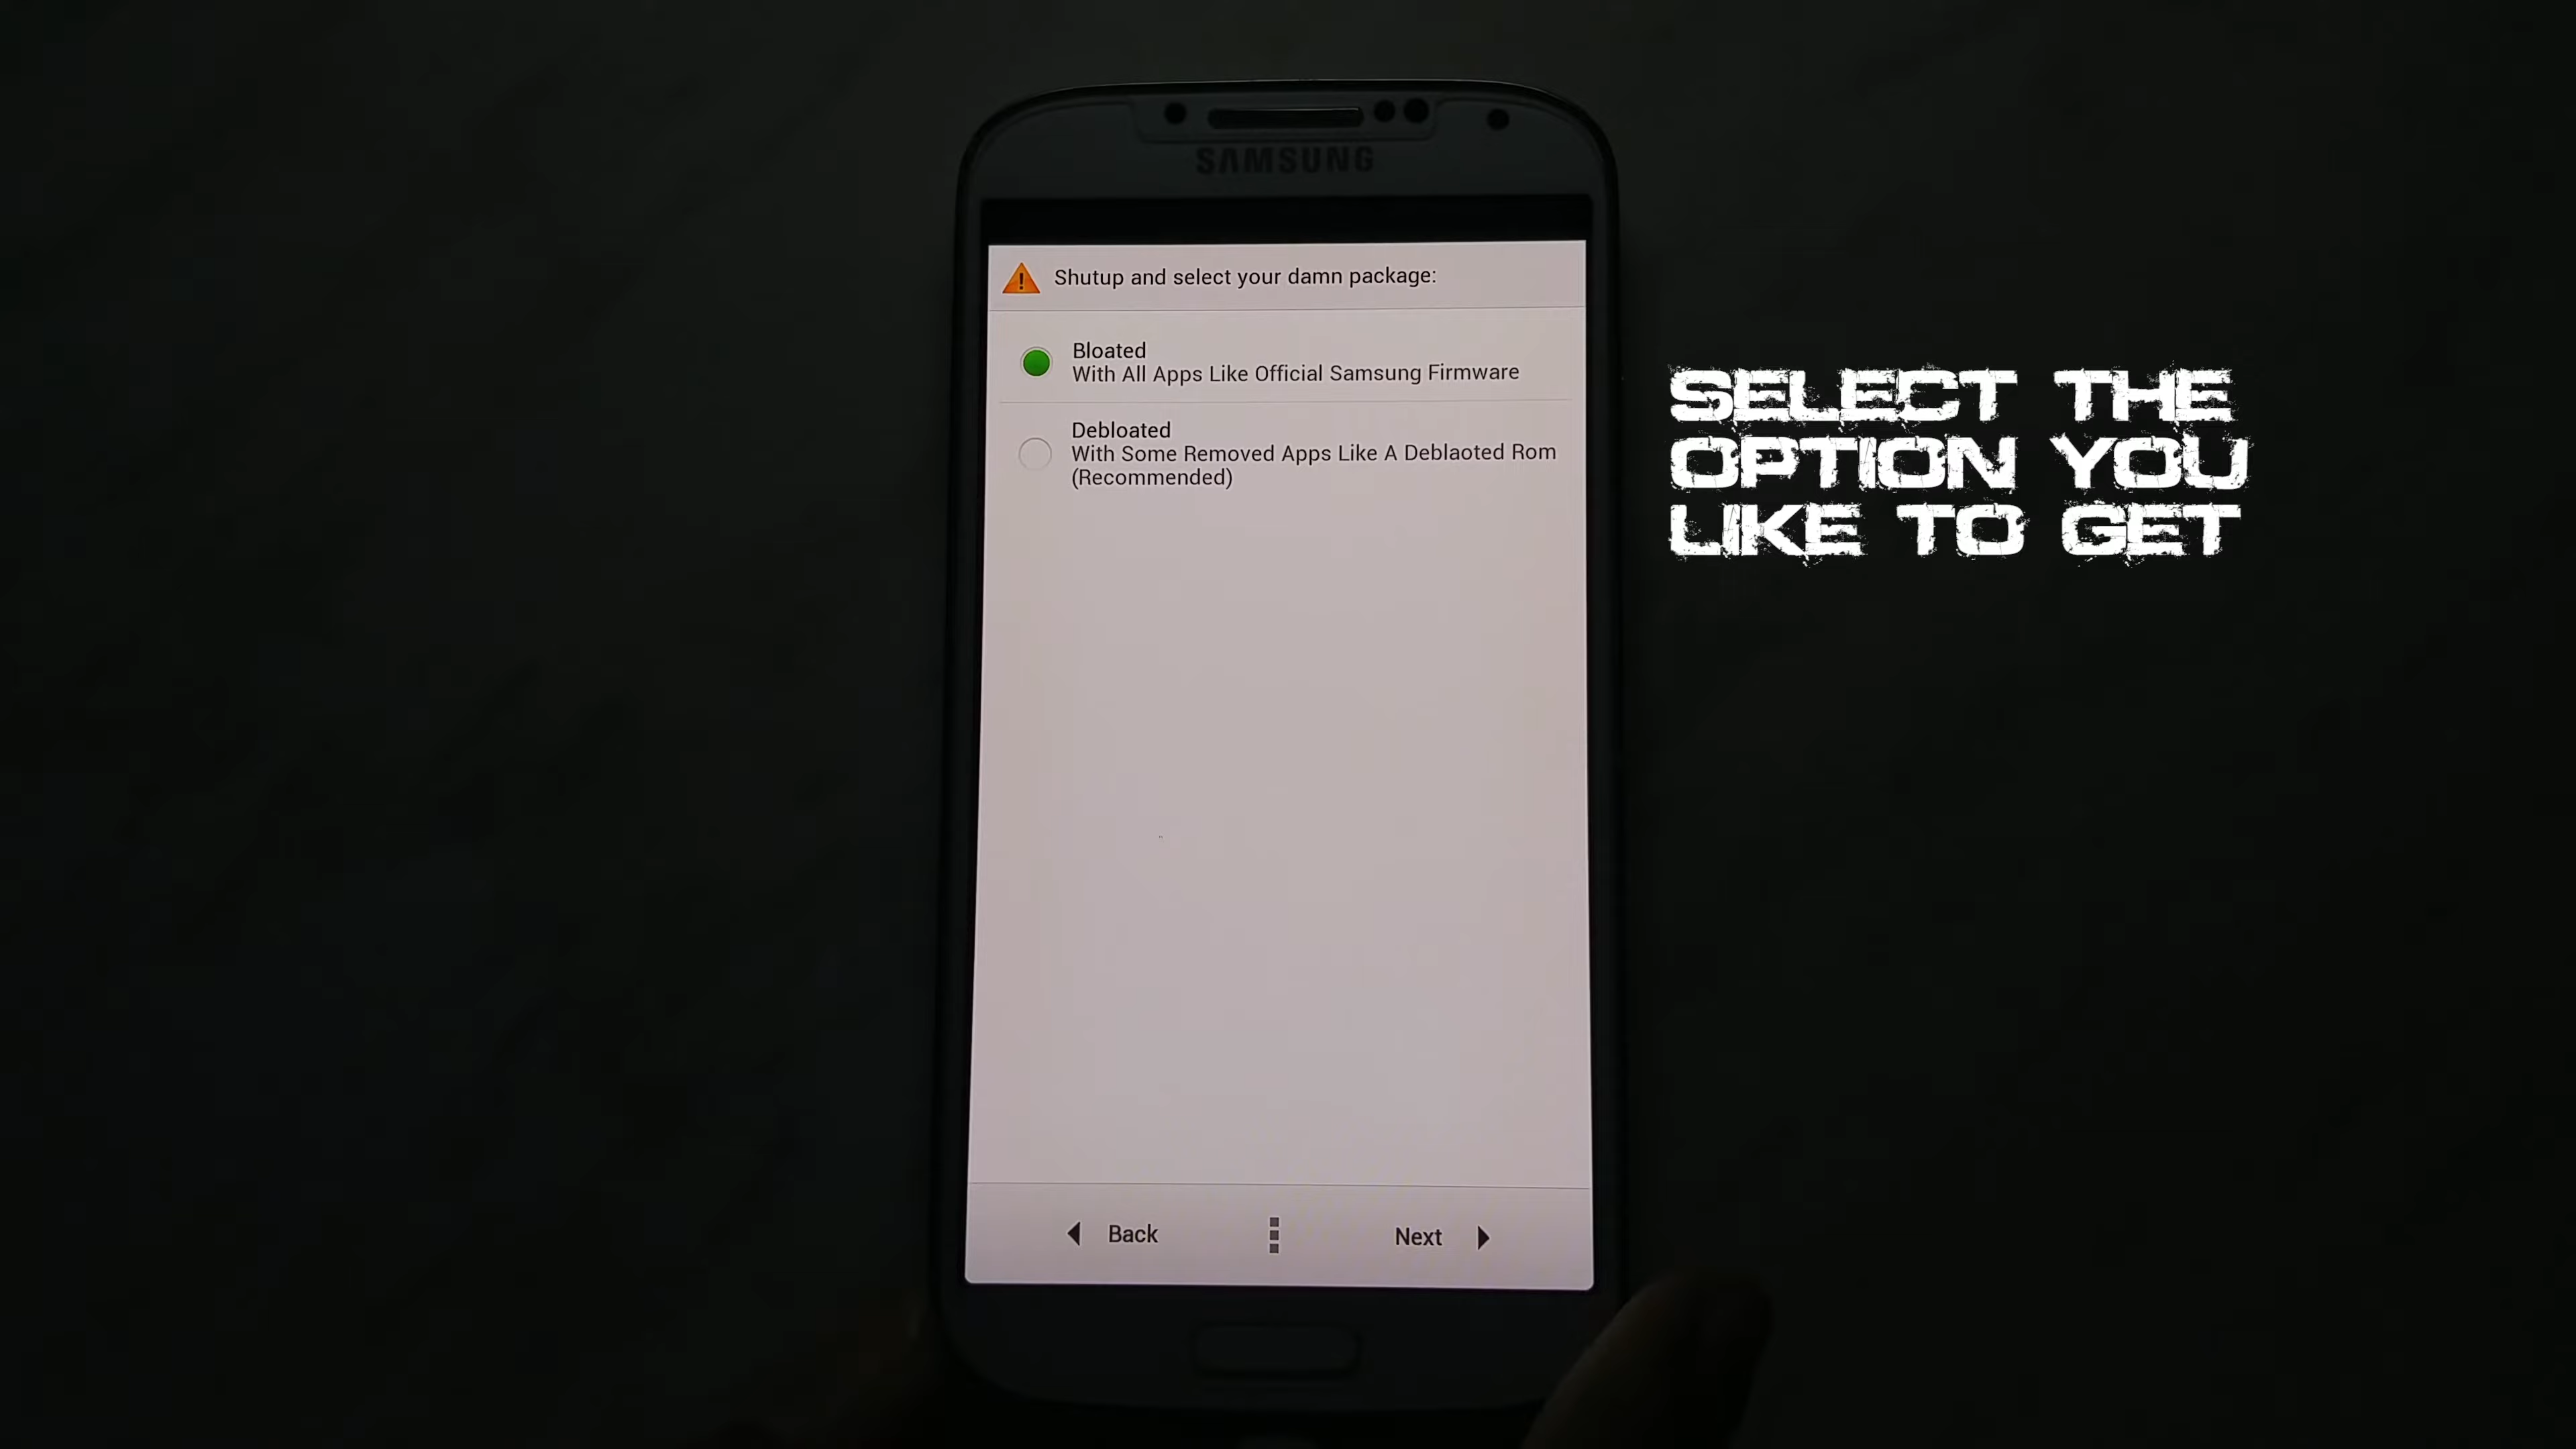 SAMSUNG
Shutup and select your damn package:
Bloated
With All Apps Like Official Samsung Firmware
Debloated
With Some Removed Apps Like A Deblaoted Rom
(Recommended)
Back
Next
SELECT THE
OPTION YOU
LIKE TO GET